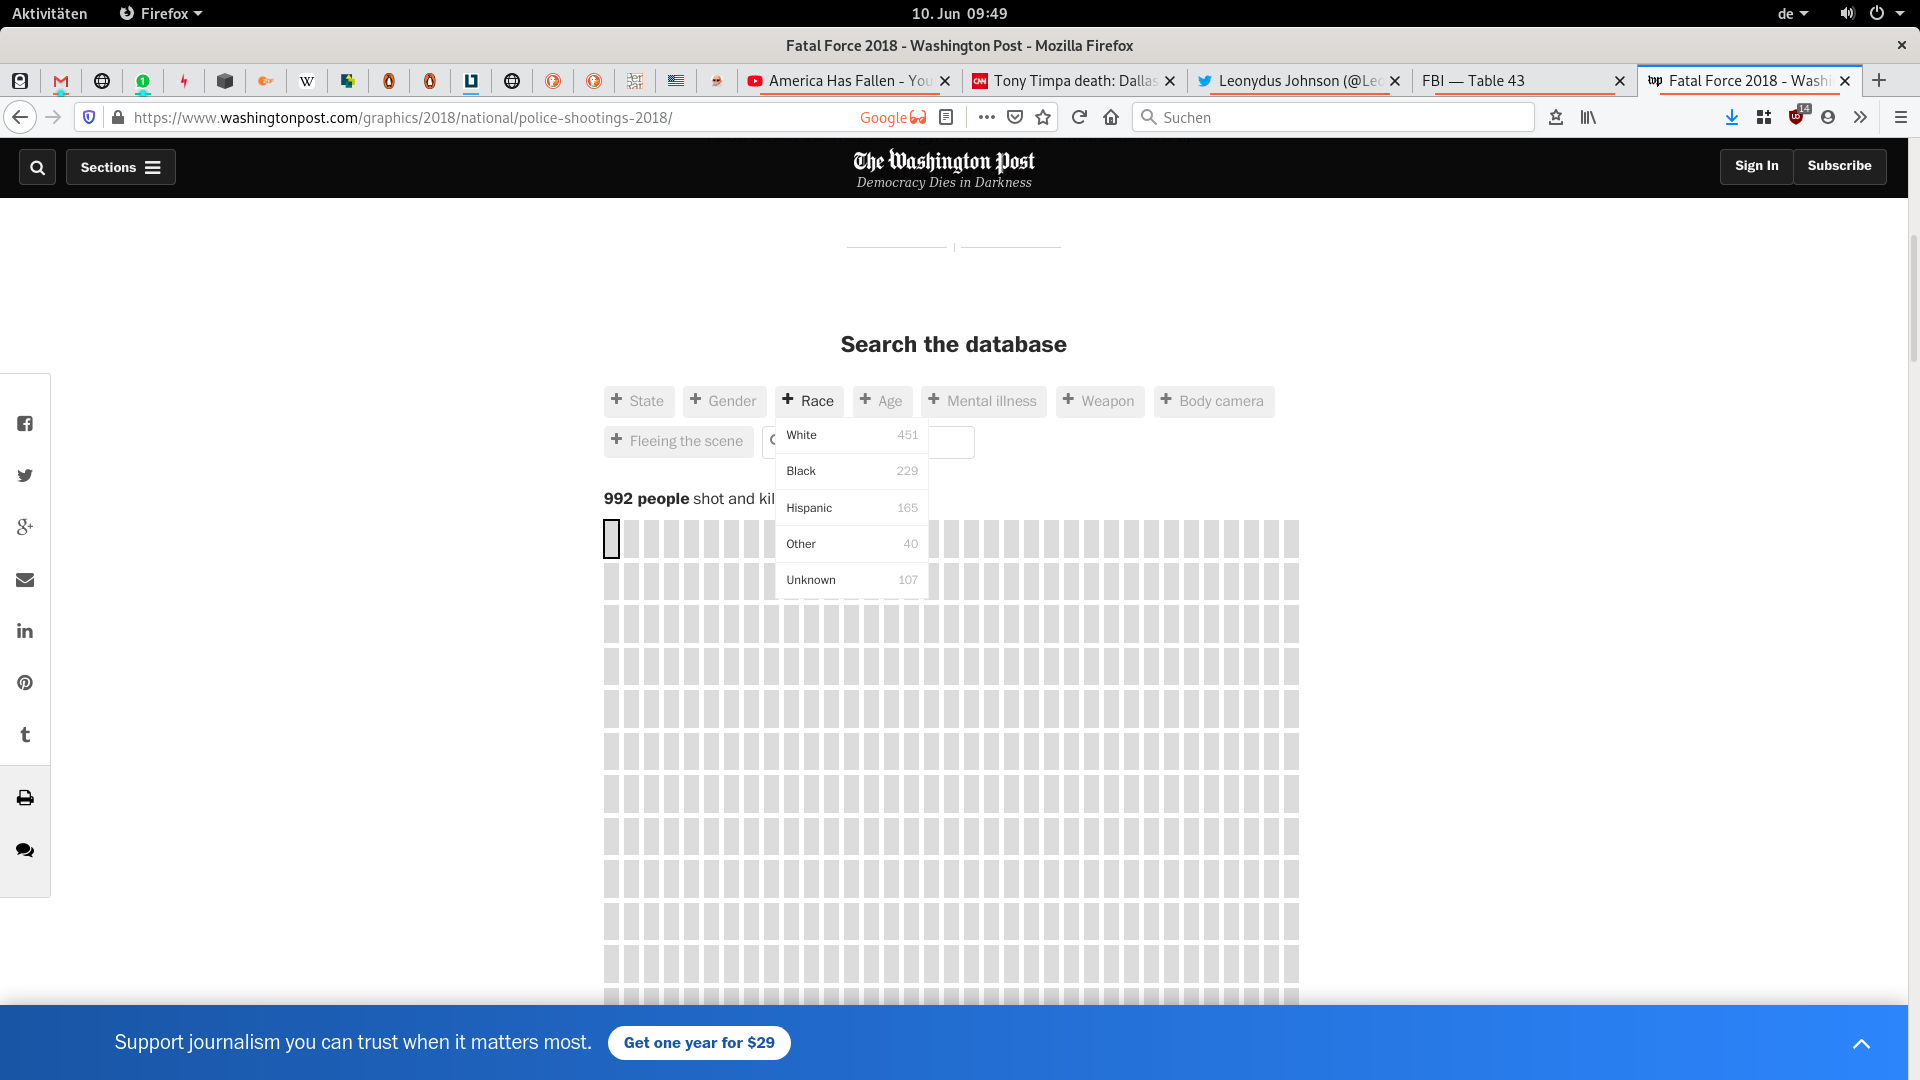 Aktivitäten
Firefox
10. Jun 09:49
de
Fatal Force 2018 - Washington Post - Mozilla Firefox
America Has Fallen - You
Tony Timpa death: Dallas
Leonydus Johnson (@Leo
FBI — Table 43
Fatal Force 2018 - Washi
https://www.washingtonpost.com/graphics/2018/national/police-shootings-2018/
Google
Suchen
14
Sections
The Washington Post
Democracy Dies in Darkness
Sign In
Subscribe
Search the database
State
Gender
Race
Age
Mental illness
Weapon
Body camera
Fleeing the scene
White 451
Black 229
Hispanic 165
Other 40
Unknown 107
992 people shot and kil
Support journalism you can trust when it matters most.
Get one year for $29